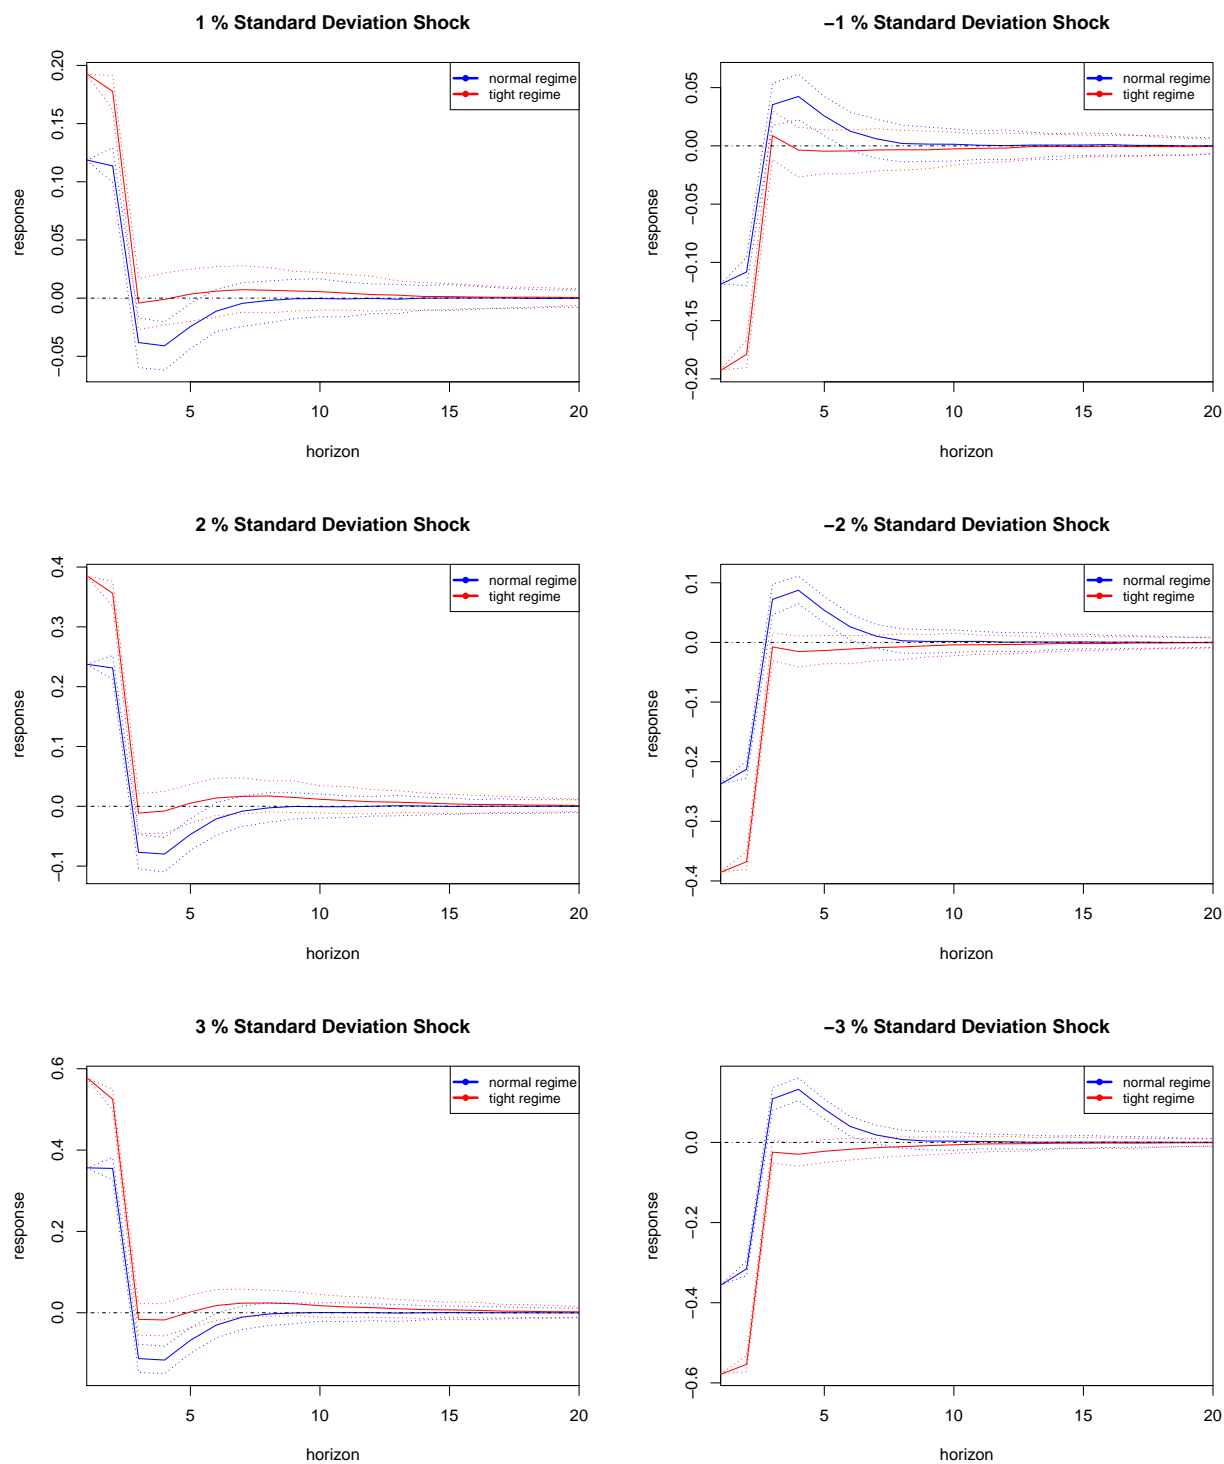 1 % Standard Deviation Shock
response
0.20
0.15
0.10
0.05
0.00
−0.05
5
10
15
20
horizon
normal regime
tight regime
−1 % Standard Deviation Shock
response
0.05
0.00
−0.05
−0.10
−0.15
−0.20
5
10
15
20
horizon
normal regime
tight regime
2 % Standard Deviation Shock
response
0.4
0.3
0.2
0.1
0.0
−0.1
5
10
15
20
horizon
normal regime
tight regime
−2 % Standard Deviation Shock
response
0.1
0.0
−0.1
−0.2
−0.3
−0.4
5
10
15
20
horizon
normal regime
tight regime
3 % Standard Deviation Shock
response
0.6
0.4
0.2
0.0
5
10
15
20
horizon
normal regime
tight regime
−3 % Standard Deviation Shock
response
0.0
−0.2
−0.4
−0.6
5
10
15
20
horizon
normal regime
tight regime